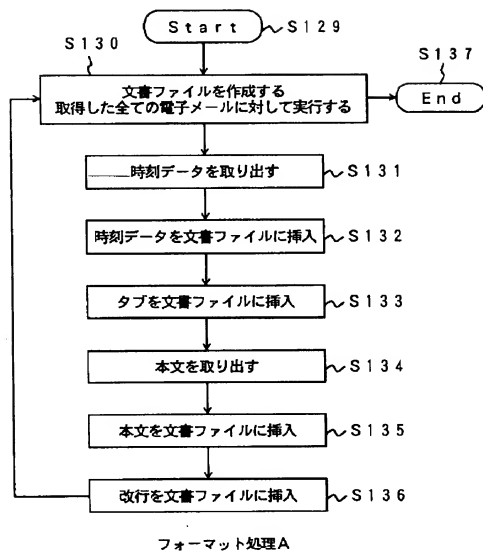 Start
S129
S130
S137
文書ファイルを作成する
取得した全ての電子メールに対して実行する
End
時刻データを取り出す
S131
時刻データを文書ファイルに挿入
S132
タブを文書ファイルに挿入
S133
本文を取り出す
S134
本文を文書ファイルに挿入
S135
改行を文書ファイルに挿入
S136
フォーマット処理A